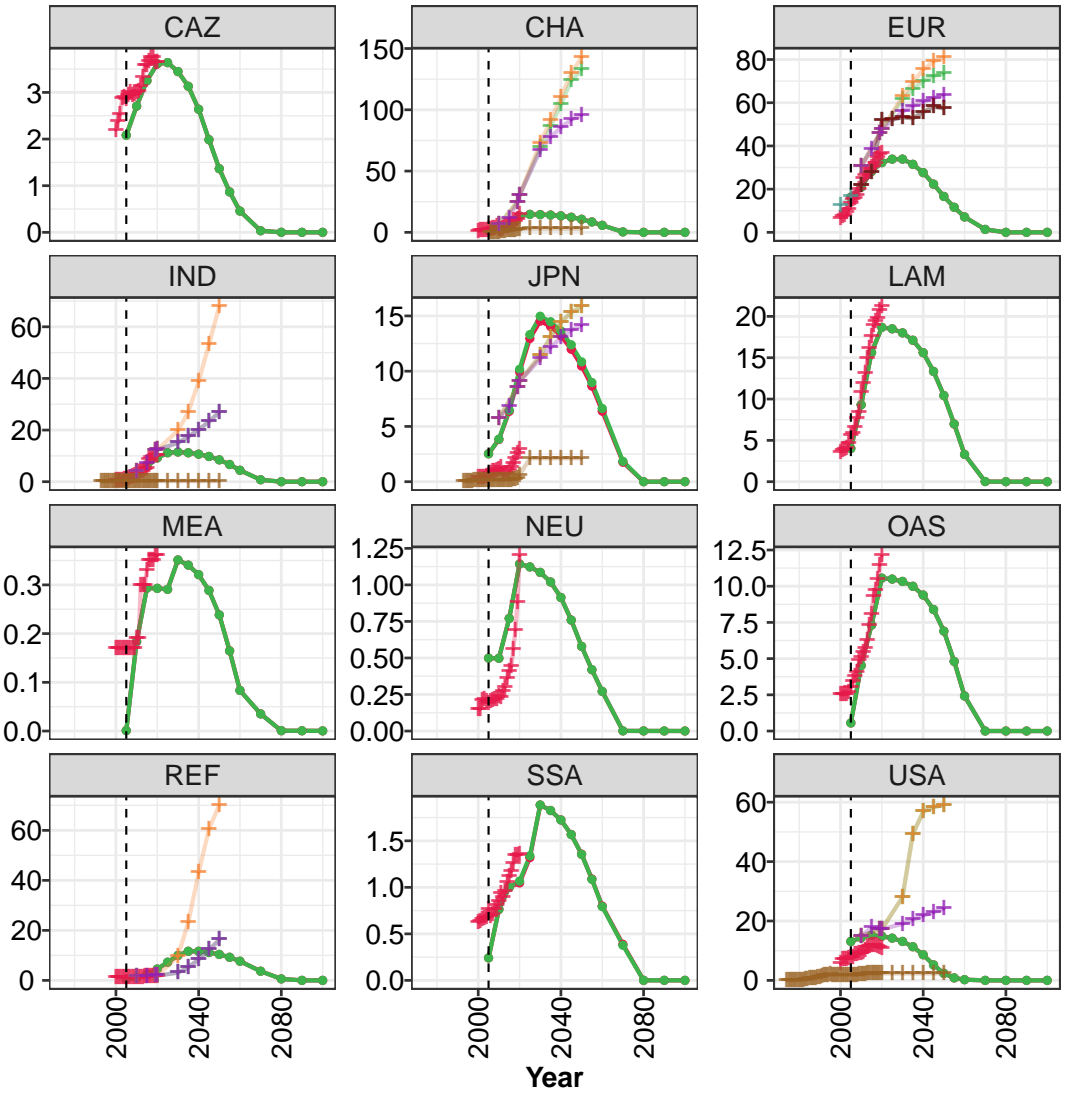 CAZ CHA EUR
3 2 1 0
150 100 50 0
80 60 40 20 0
IND JPN LAM
60 40 20 0
15 10 5 0
20 15 10 5 0
MEA NEU OAS
0.3 0.2 0.1 0.0
1.25 1.00 0.75 0.50 0.25 0.00
12.5 10.0 7.5 5.0 2.5 0.0
REF SSA USA
60 40 20 0
1.5 1.0 0.5 0.0
60 40 20 0
2000 2040 2080 2000 2040 2080 2000 2040 2080
Year